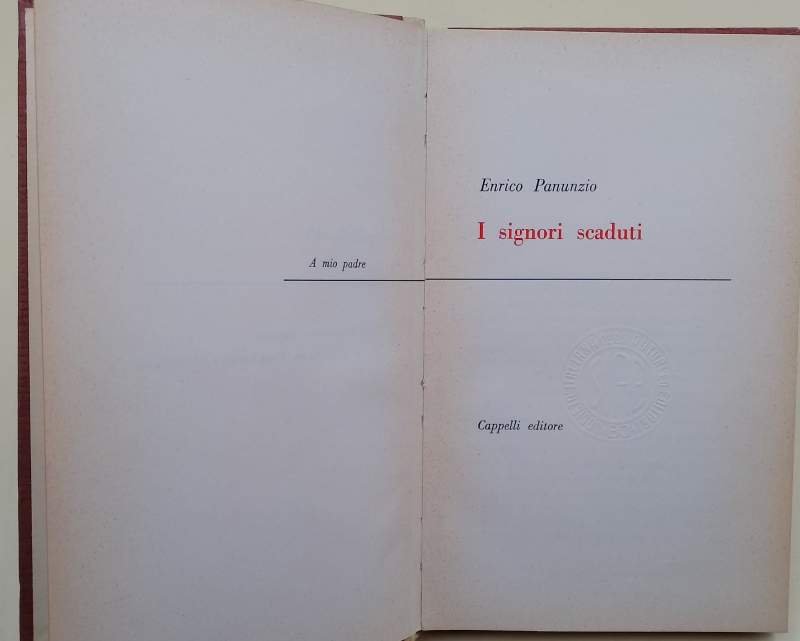 A mio padre
Enrico Panunzio
I signori scaduti
Cappelli editore